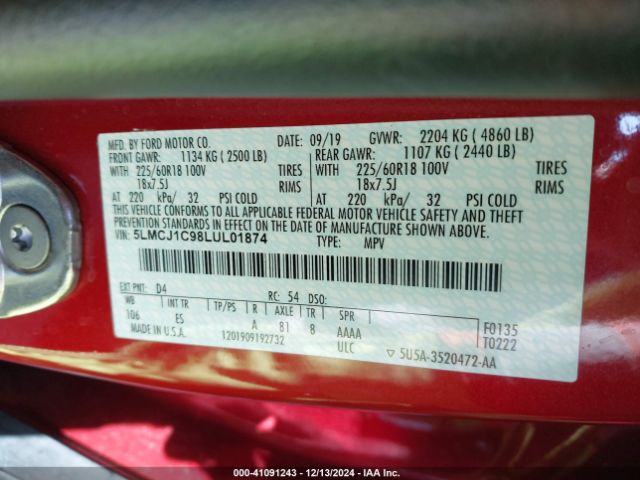 MFD. BY FORD MOTOR CO. DATE: 09/19 GVWR: 2204 KG ( 4860 LB)
FRONT GAWR: 1134 KG ( 2500 LB) REAR GAWR: 1107 KG ( 2440 LB)
WITH 225/60R18 100V TIRES WITH 225/60R18 100V TIRES
18x7.5J RIMS 18x7.5J RIMS
AT 220 kPa/ 32 PSI COLD AT 220 kPa/ 32 PSI COLD
THIS VEHICLE CONFORMS TO ALL APPLICABLE FEDERAL MOTOR VEHICLE SAFETY AND THEFT
PREVENTION STANDARDS IN EFFECT ON THE DATE OF MANUFACTURE SHOWN ABOVE.
VIN: 5LMCJ1C98LUL01874 TYPE: MPV
EXT PNT: D4 RC: 54 DSO:
WB INT TR TP/PS R AXLE TR SPR F0135
106 ES A 81 8 AAAA T0222
MADE IN U.S.A. 1201909192732 ULC ▽ 5U5A-3520472-AA
000-41091243 - 12/13/2024 - IAA Inc.